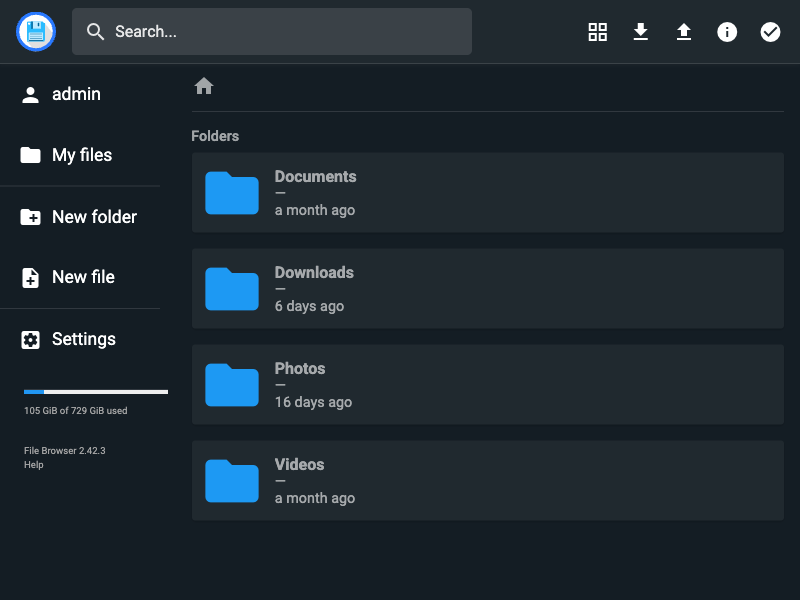 Search...
admin
My files
New folder
New file
Settings
105 GiB of 729 GiB used
File Browser 2.42.3
Help
Folders
Documents
—
a month ago
Downloads
—
6 days ago
Photos
—
16 days ago
Videos
—
a month ago